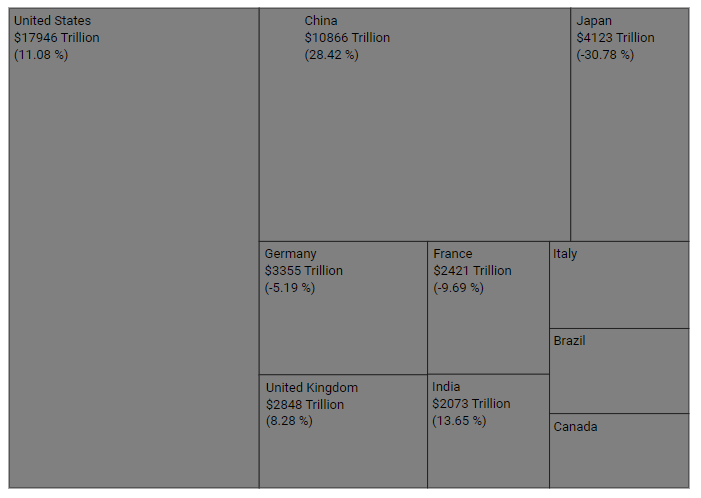 United States
$17946 Trillion
(11.08 %)
China
$10866 Trillion
(28.42 %)
Japan
$4123 Trillion
(-30.78 %)
Germany
$3355 Trillion
(-5.19 %)
France
$2421 Trillion
(-9.69 %)
Italy
Brazil
United Kingdom
$2848 Trillion
(8.28 %)
India
$2073 Trillion
(13.65 %)
Canada